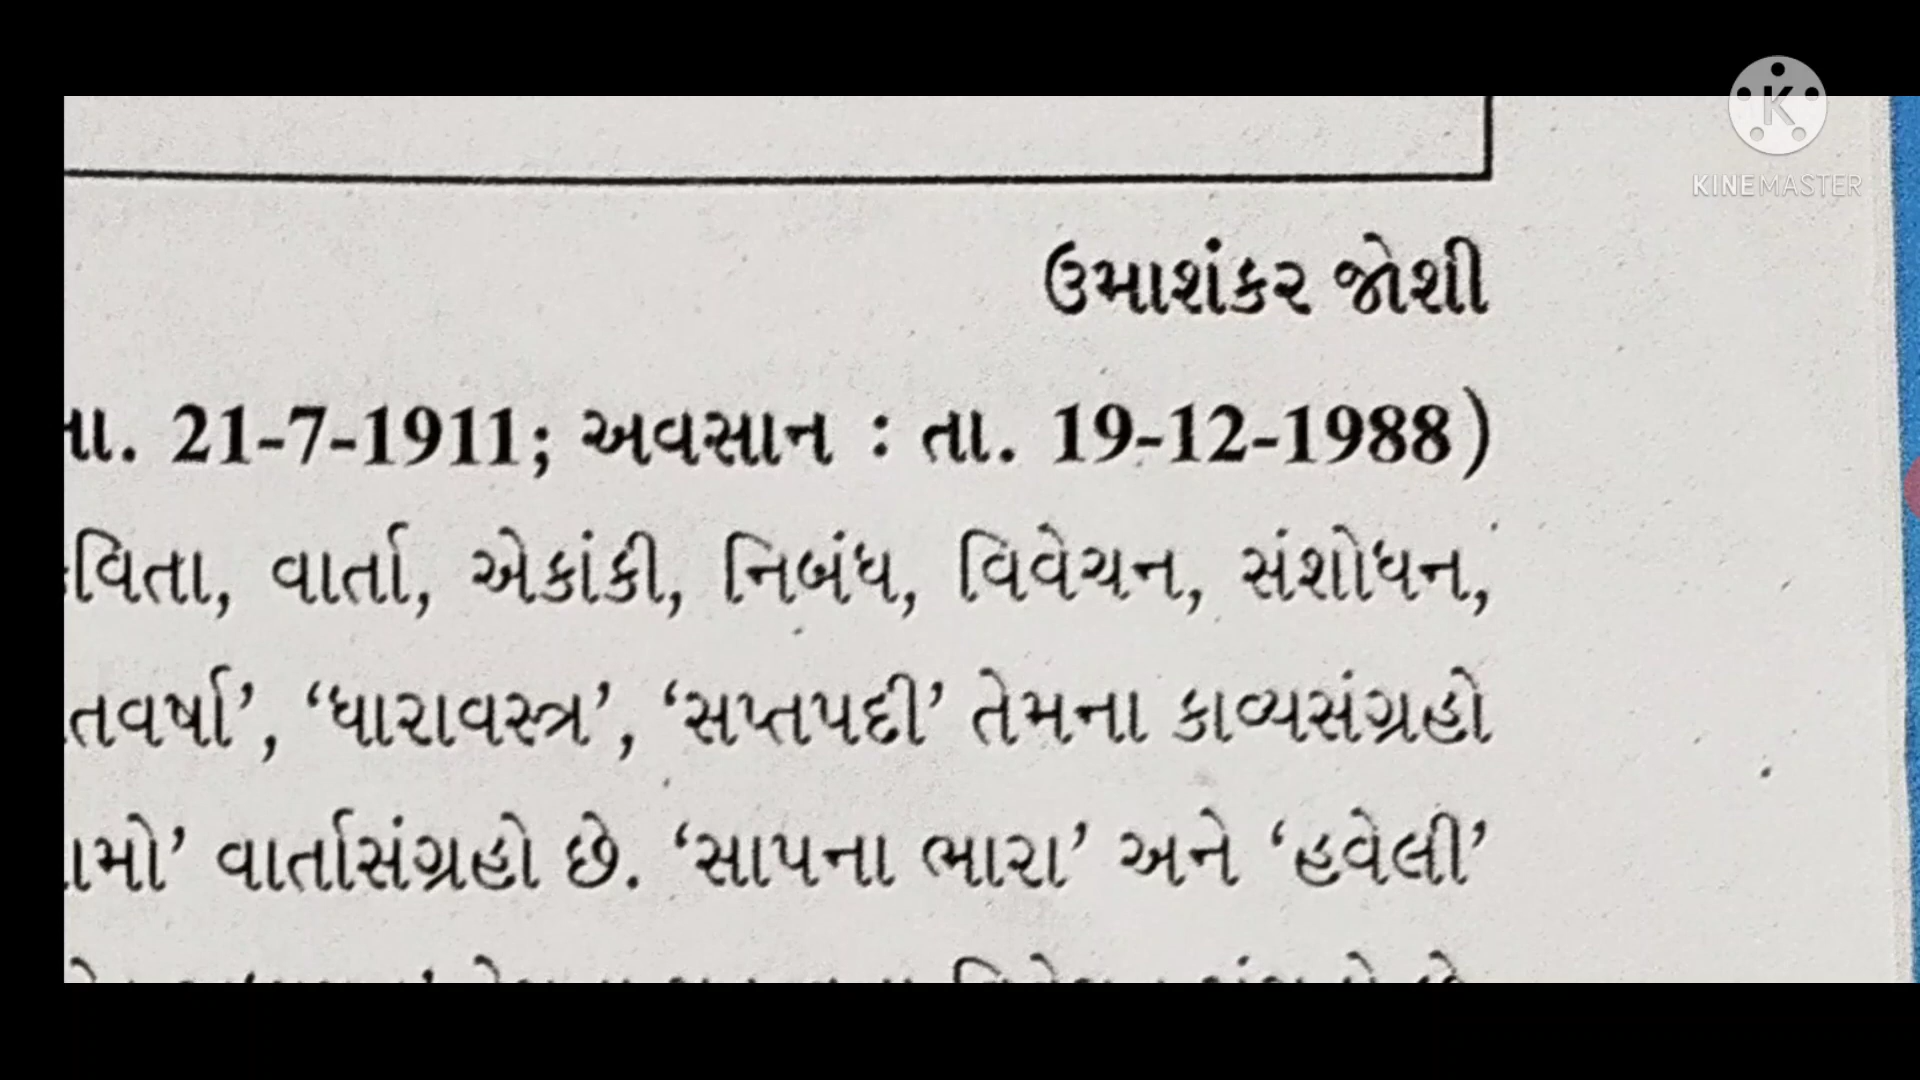 KINEMASTER
ઉમાશંકર જોશી
તા. 21-7-1911; અવસાન : તા. 19-12-1988)
વાર્તા, એકાંકી, નિબંધ, વિવેચન, સંશોધન,
‘ધારાવસ્ત્ર’, ‘સપ્તપદી’ તેમના કાવ્યસંગ્રહો
વાર્તાસંગ્રહો છે. ‘સાપના ભારા’ અને ‘હવેલી’